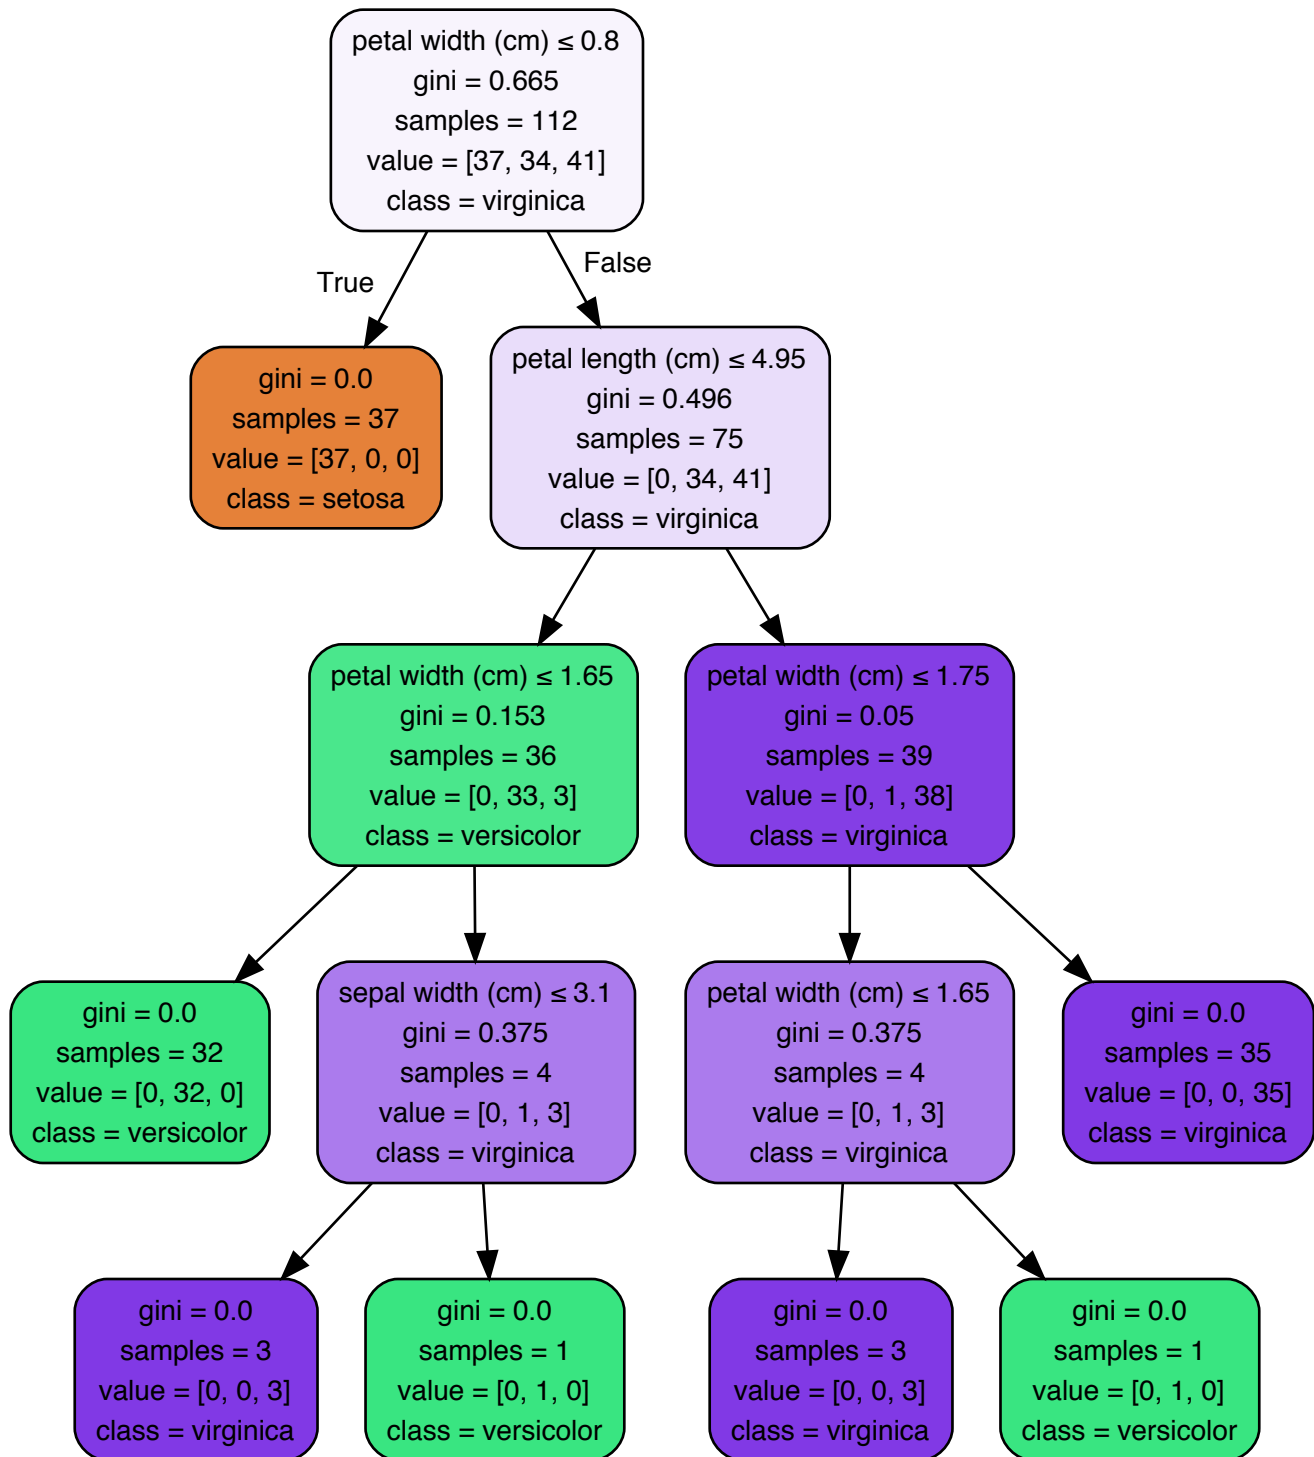 petal width (cm) ≤ 0.8
gini = 0.665
samples = 112
value = [37, 34, 41]
class = virginica
True
False
gini = 0.0
samples = 37
value = [37, 0, 0]
class = setosa
petal length (cm) ≤ 4.95
gini = 0.496
samples = 75
value = [0, 34, 41]
class = virginica
petal width (cm) ≤ 1.65
gini = 0.153
samples = 36
value = [0, 33, 3]
class = versicolor
petal width (cm) ≤ 1.75
gini = 0.05
samples = 39
value = [0, 1, 38]
class = virginica
gini = 0.0
samples = 32
value = [0, 32, 0]
class = versicolor
sepal width (cm) ≤ 3.1
gini = 0.375
samples = 4
value = [0, 1, 3]
class = virginica
petal width (cm) ≤ 1.65
gini = 0.375
samples = 4
value = [0, 1, 3]
class = virginica
gini = 0.0
samples = 35
value = [0, 0, 35]
class = virginica
gini = 0.0
samples = 3
value = [0, 0, 3]
class = virginica
gini = 0.0
samples = 1
value = [0, 1, 0]
class = versicolor
gini = 0.0
samples = 3
value = [0, 0, 3]
class = virginica
gini = 0.0
samples = 1
value = [0, 1, 0]
class = versicolor